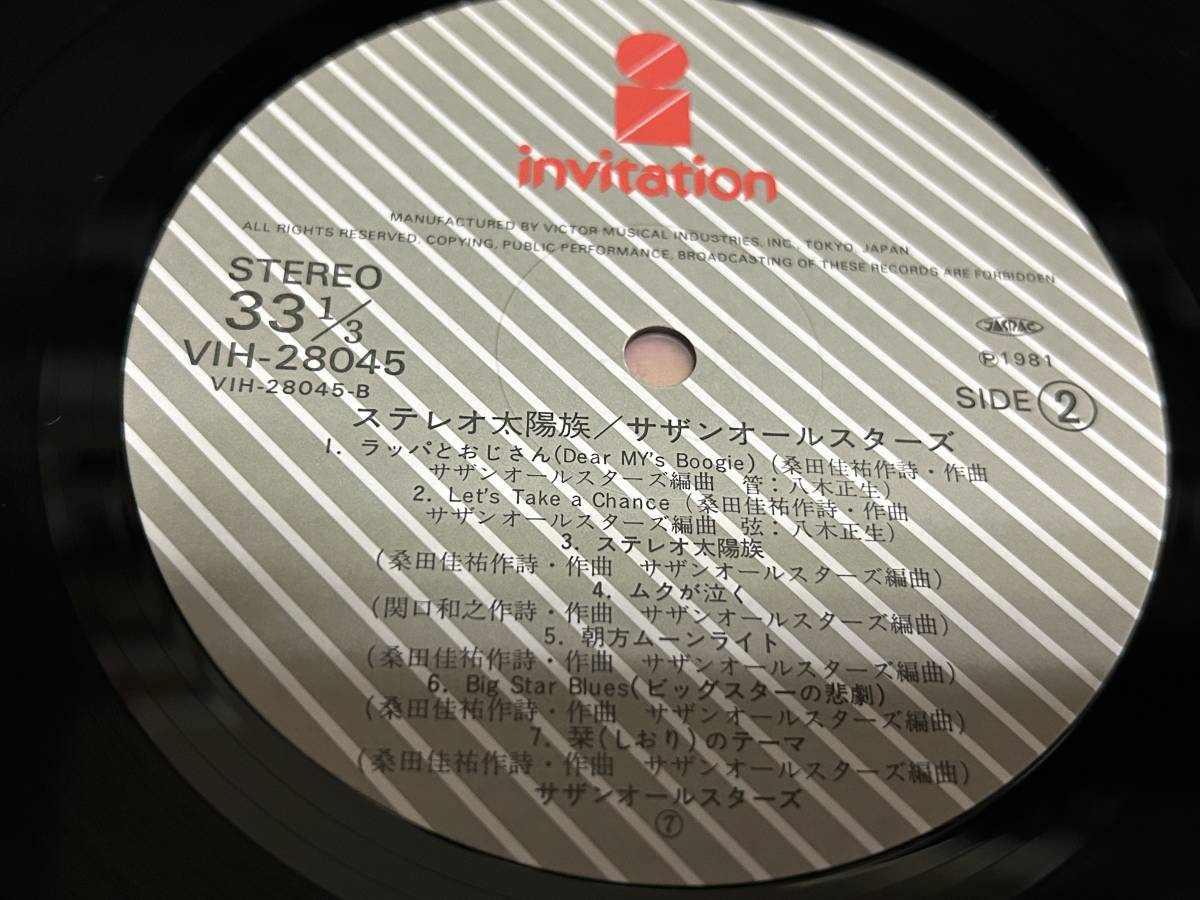 invitation
MANUFACTURED BY VICTOR MUSICAL INDUSTRIES, INC., TOKYO, JAPAN
ALL RIGHTS RESERVED, COPYING, PUBLIC PERFORMANCE, BROADCASTING OF THESE RECORDS ARE FORBIDDEN
STEREO
33 1/3
VIH-28045
VIH-28045-B
JASRAC
Ⓟ1981
SIDE ②
ステレオ太陽族／サザンオールスターズ
1. ラッパとおじさん(Dear MY's Boogie) (桑田佳祐作詩・作曲
サザンオールスターズ編曲 管：八木正生)
2. Let's Take a Chance (桑田佳祐作詩・作曲
サザンオールスターズ編曲 弦：八木正生)
3. ステレオ太陽族
(桑田佳祐作詩・作曲 サザンオールスターズ編曲)
4. ムクが泣く
(関口和之作詩・作曲 サザンオールスターズ編曲)
5. 朝方ムーンライト
(桑田佳祐作詩・作曲 サザンオールスターズ編曲)
6. Big Star Blues(ビッグスターの悲劇)
(桑田佳祐作詩・作曲 サザンオールスターズ編曲)
7. 栞(しおり)のテーマ
(桑田佳祐作詩・作曲 サザンオールスターズ編曲)
サザンオールスターズ
⑦